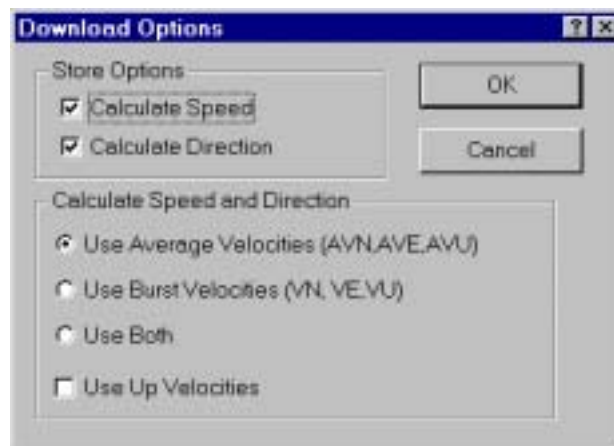 Download Options
Store Options
Calculate Speed
Calculate Direction
OK
Cancel
Calculate Speed and Direction
Use Average Velocities (AVN,AVE,AVU)
Use Burst Velocities (VN, VE,VU)
Use Both
Use Up Velocities